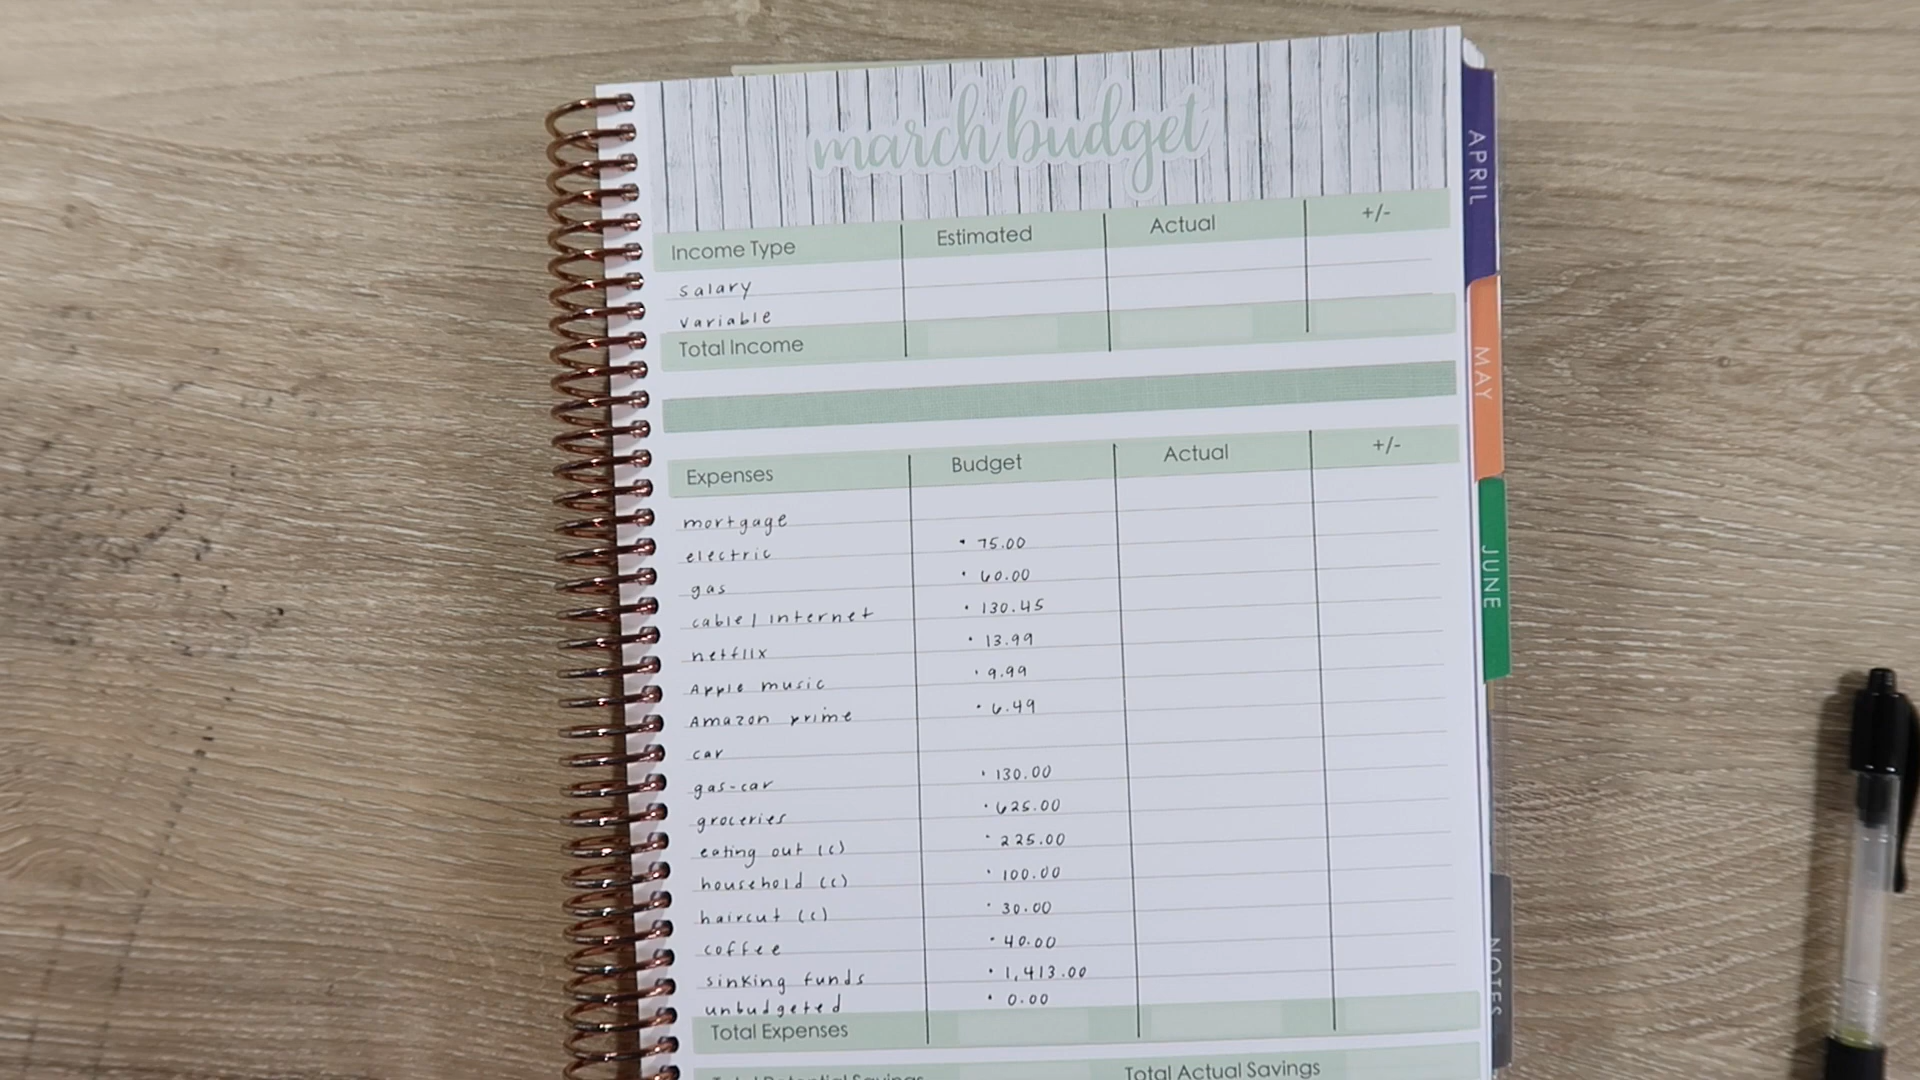 march budget
Income Type Estimated Actual +/-
salary
variable
Total Income
Expenses Budget Actual +/-
mortgage
electric 75.00
gas 60.00
cable/internet 130.45
netflix 13.99
Apple music 9.99
Amazon prime 6.49
car
gas-car 130.00
groceries 625.00
eating out (c) 225.00
household (c) 100.00
haircut (c) 30.00
coffee 40.00
sinking funds 1,413.00
unbudgeted 0.00
Total Expenses
Total Potential Savings Total Actual Savings
APRIL
MAY
JUNE
NOTES